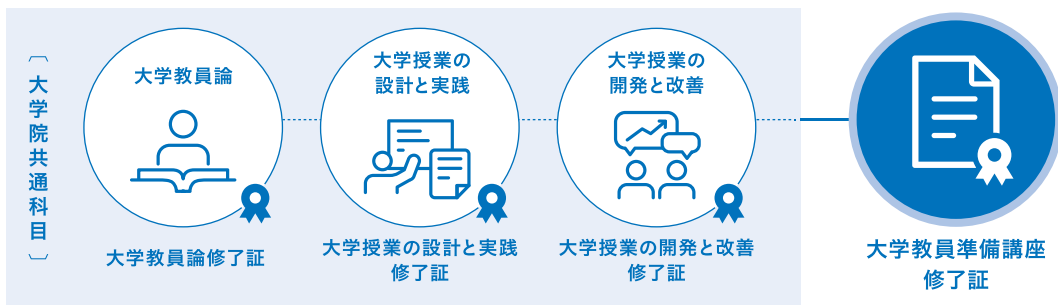 〔大学院共通科目〕
大学教員論
大学教員論修了証
大学授業の
設計と実践
大学授業の設計と実践
修了証
大学授業の
開発と改善
大学授業の開発と改善
修了証
大学教員準備講座
修了証